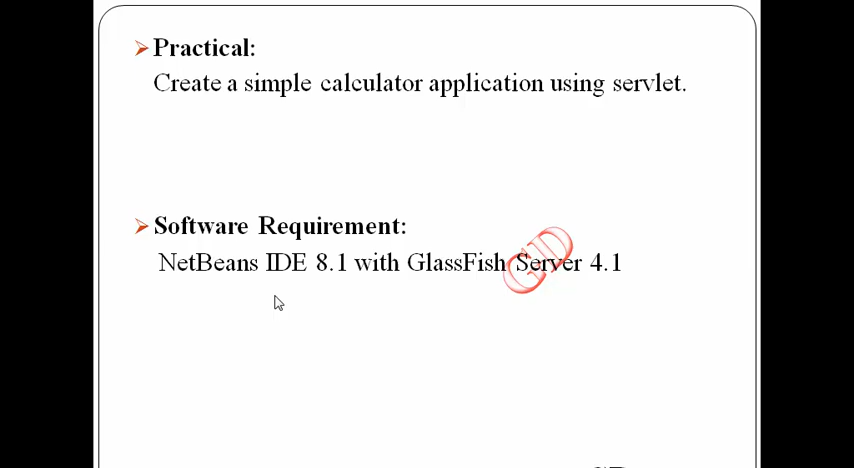 Practical:
Create a simple calculator application using servlet.
Software Requirement:
NetBeans IDE 8.1 with GlassFish Server 4.1